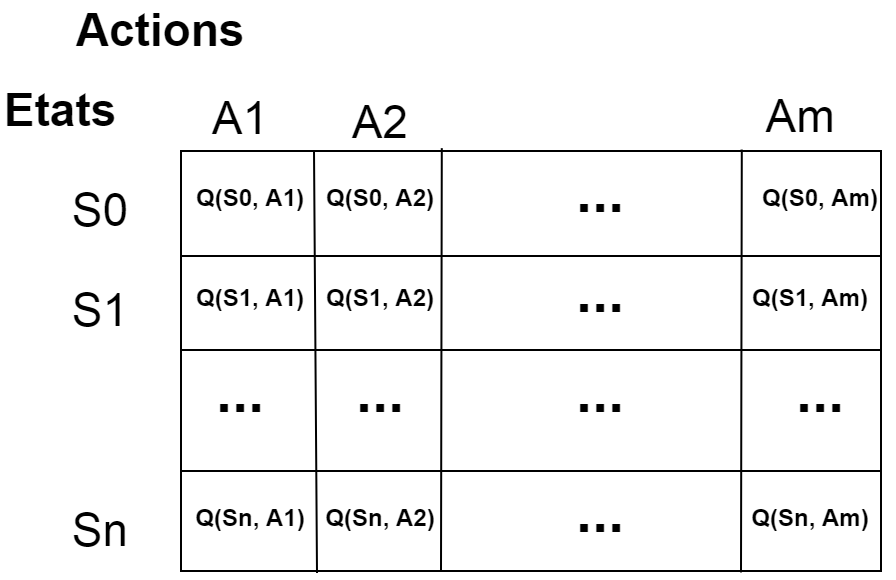 Actions
Etats A1 A2 Am
S0 Q(S0, A1) Q(S0, A2) ... Q(S0, Am)
S1 Q(S1, A1) Q(S1, A2) ... Q(S1, Am)
... ... ... ...
Sn Q(Sn, A1) Q(Sn, A2) ... Q(Sn, Am)